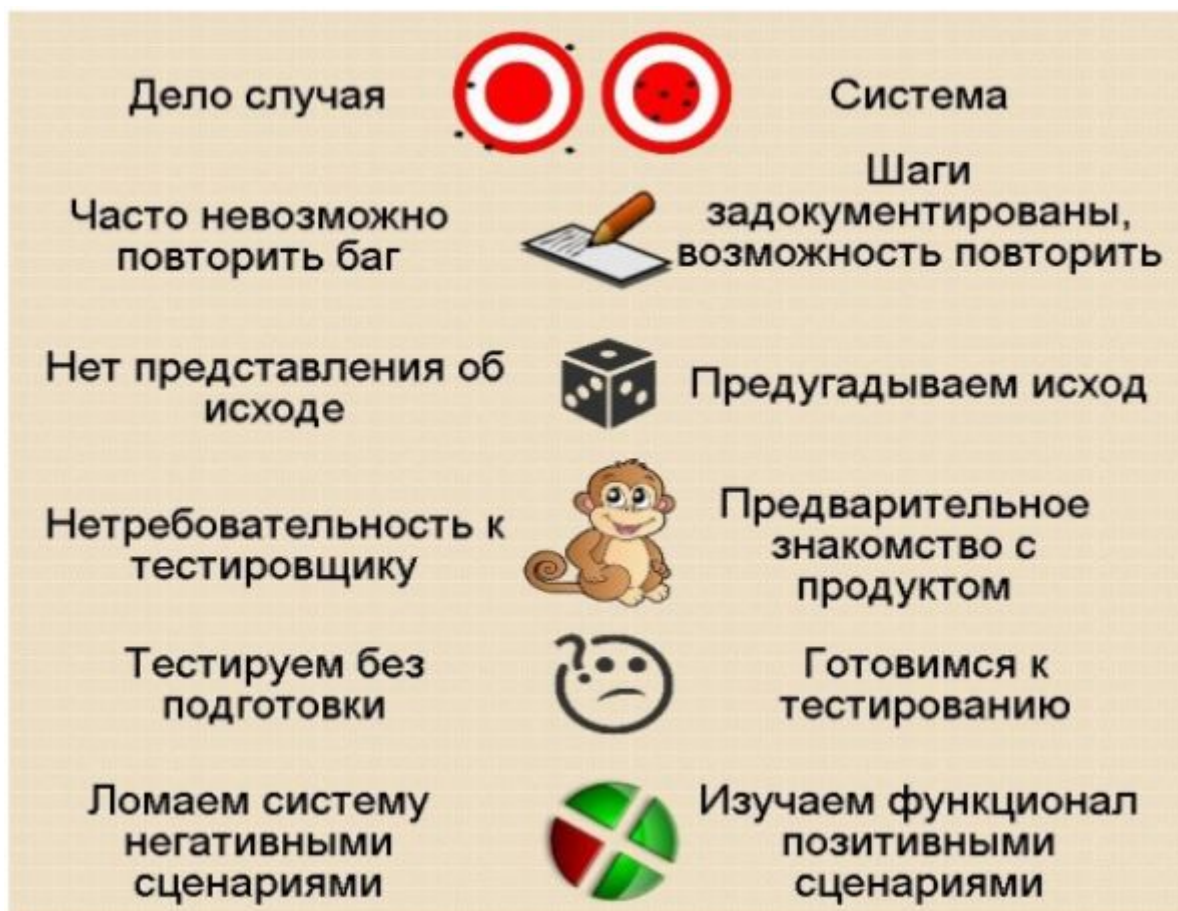 Дело случая
Система
Часто невозможно
повторить баг
Шаги
задокументированы,
возможность повторить
Нет представления об
исходе
Предугадываем исход
Нетребовательность к
тестировщику
Предварительное
знакомство с
продуктом
Тестируем без
подготовки
Готовимся к
тестированию
Ломаем систему
негативными
сценариями
Изучаем функционал
позитивными
сценариями